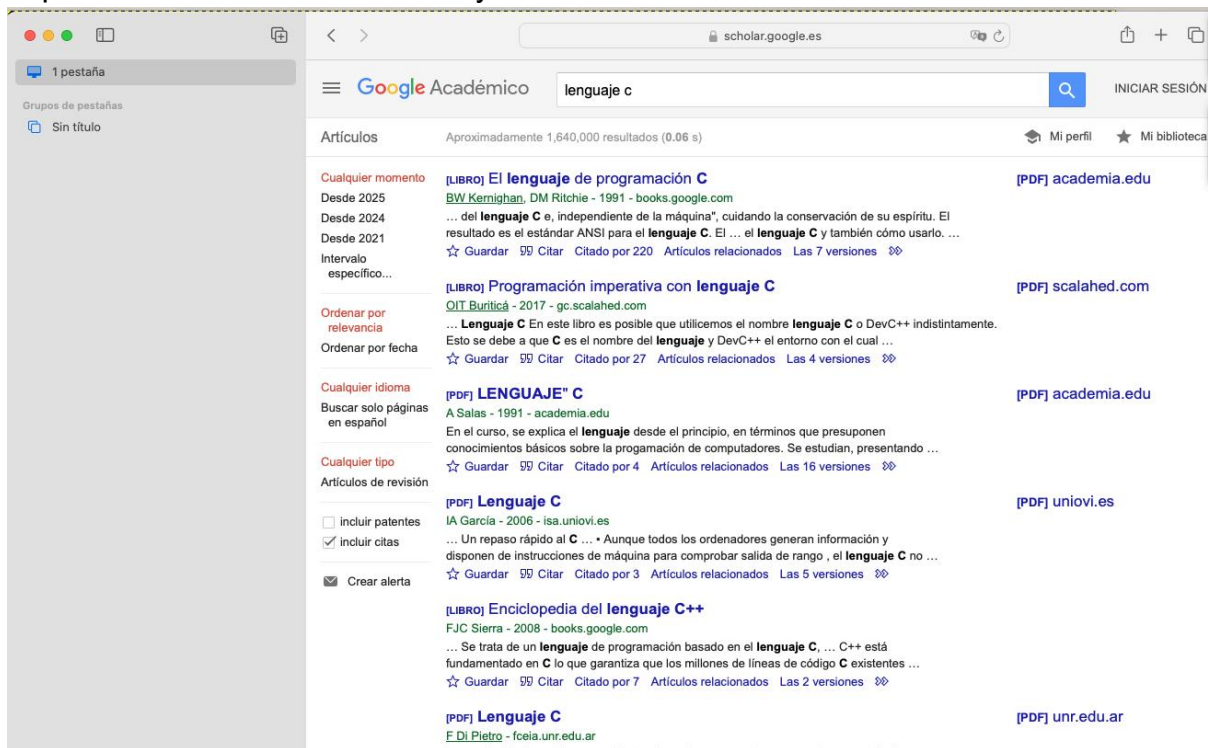 1 pestaña
Grupos de pestañas
Sin título
scholar.google.es
Google Académico
lenguaje c
INICIAR SESIÓN
Artículos
Aproximadamente 1,640,000 resultados (0.06 s)
Mi perfil
Mi biblioteca
Cualquier momento
Desde 2025
Desde 2024
Desde 2021
Intervalo
específico...
Ordenar por
relevancia
Ordenar por fecha
Cualquier idioma
Buscar solo páginas
en español
Cualquier tipo
Artículos de revisión
incluir patentes
incluir citas
Crear alerta
[LIBRO] El lenguaje de programación C
[PDF] academia.edu
BW Kernighan, DM Ritchie - 1991 - books.google.com
… del lenguaje C e, independiente de la máquina", cuidando la conservación de su espíritu. El
resultado es el estándar ANSI para el lenguaje C. El … el lenguaje C y también cómo usarlo. …
Guardar Citar Citado por 220 Artículos relacionados Las 7 versiones
[LIBRO] Programación imperativa con lenguaje C
[PDF] scalahed.com
OIT Buriticá - 2017 - gc.scalahed.com
… Lenguaje C En este libro es posible que utilicemos el nombre lenguaje C o DevC++ indistintamente.
Esto se debe a que C es el nombre del lenguaje y DevC++ el entorno con el cual …
Guardar Citar Citado por 27 Artículos relacionados Las 4 versiones
[PDF] LENGUAJE" C
[PDF] academia.edu
A Salas - 1991 - academia.edu
En el curso, se explica el lenguaje desde el principio, en términos que presuponen
conocimientos básicos sobre la progamación de computadores. Se estudian, presentando …
Guardar Citar Citado por 4 Artículos relacionados Las 16 versiones
[PDF] Lenguaje C
[PDF] uniovi.es
IA García - 2006 - isa.uniovi.es
… Un repaso rápido al C … • Aunque todos los ordenadores generan información y
disponen de instrucciones de máquina para comprobar salida de rango , el lenguaje C no …
Guardar Citar Citado por 3 Artículos relacionados Las 5 versiones
[LIBRO] Enciclopedia del lenguaje C++
FJC Sierra - 2008 - books.google.com
… Se trata de un lenguaje de programación basado en el lenguaje C, … C++ está
fundamentado en C lo que garantiza que los millones de líneas de código C existentes …
Guardar Citar Citado por 7 Artículos relacionados Las 2 versiones
[PDF] Lenguaje C
[PDF] unr.edu.ar
F Di Pietro - fceia.unr.edu.ar